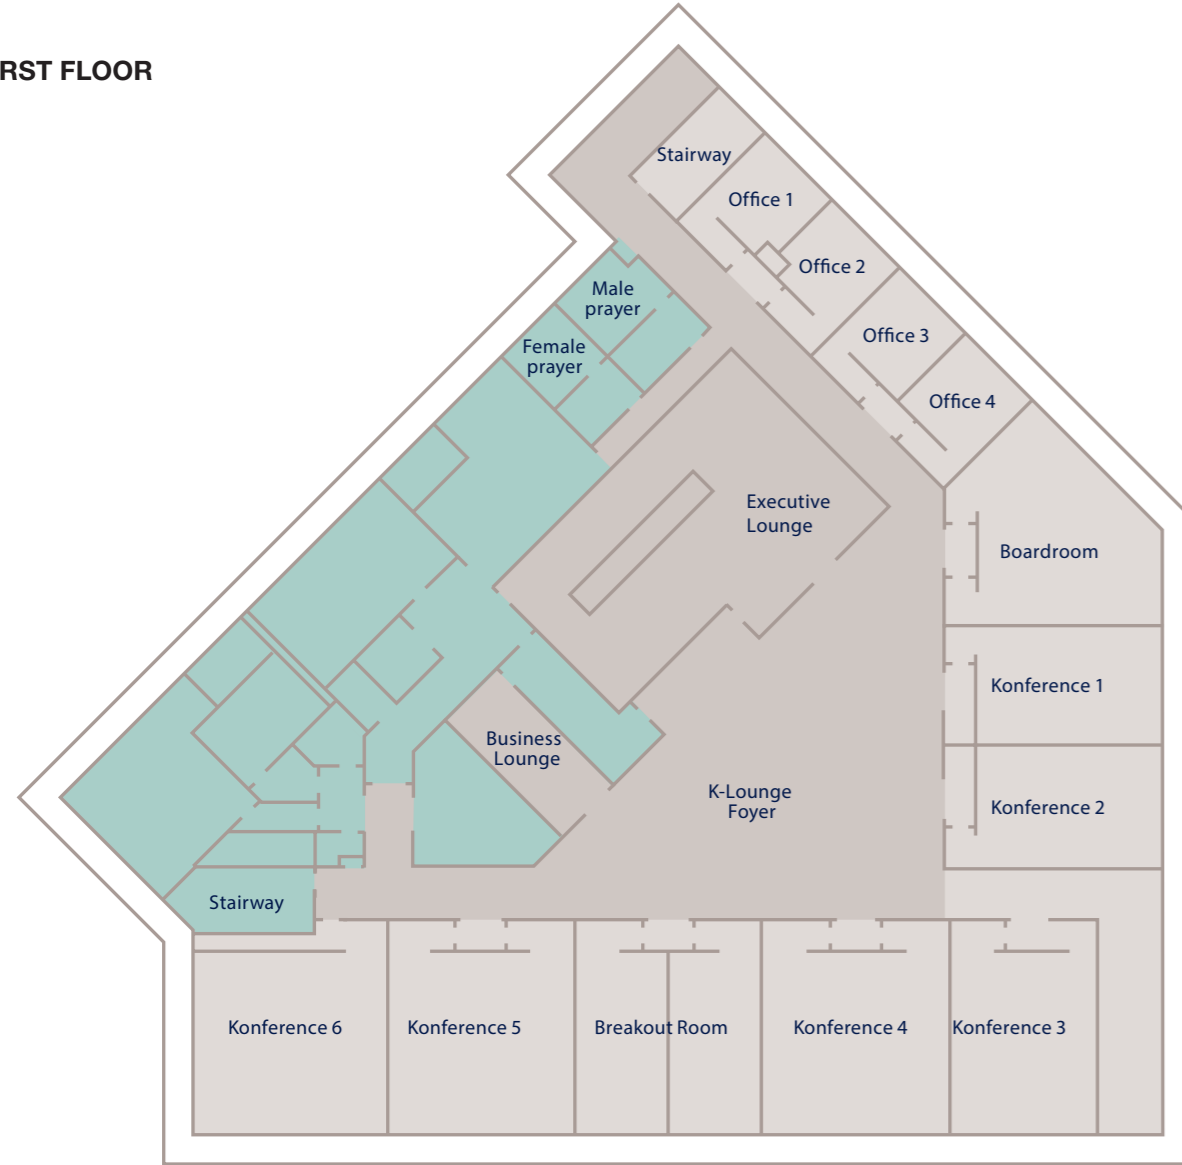 RST FLOOR
Stairway
Office 1
Office 2
Male
prayer
Female
prayer
Office 3
Office 4
Executive
Lounge
Boardroom
Konference 1
Business
Lounge
K-Lounge
Foyer
Konference 2
Stairway
Konference 6
Konference 5
Breakout Room
Konference 4
Konference 3